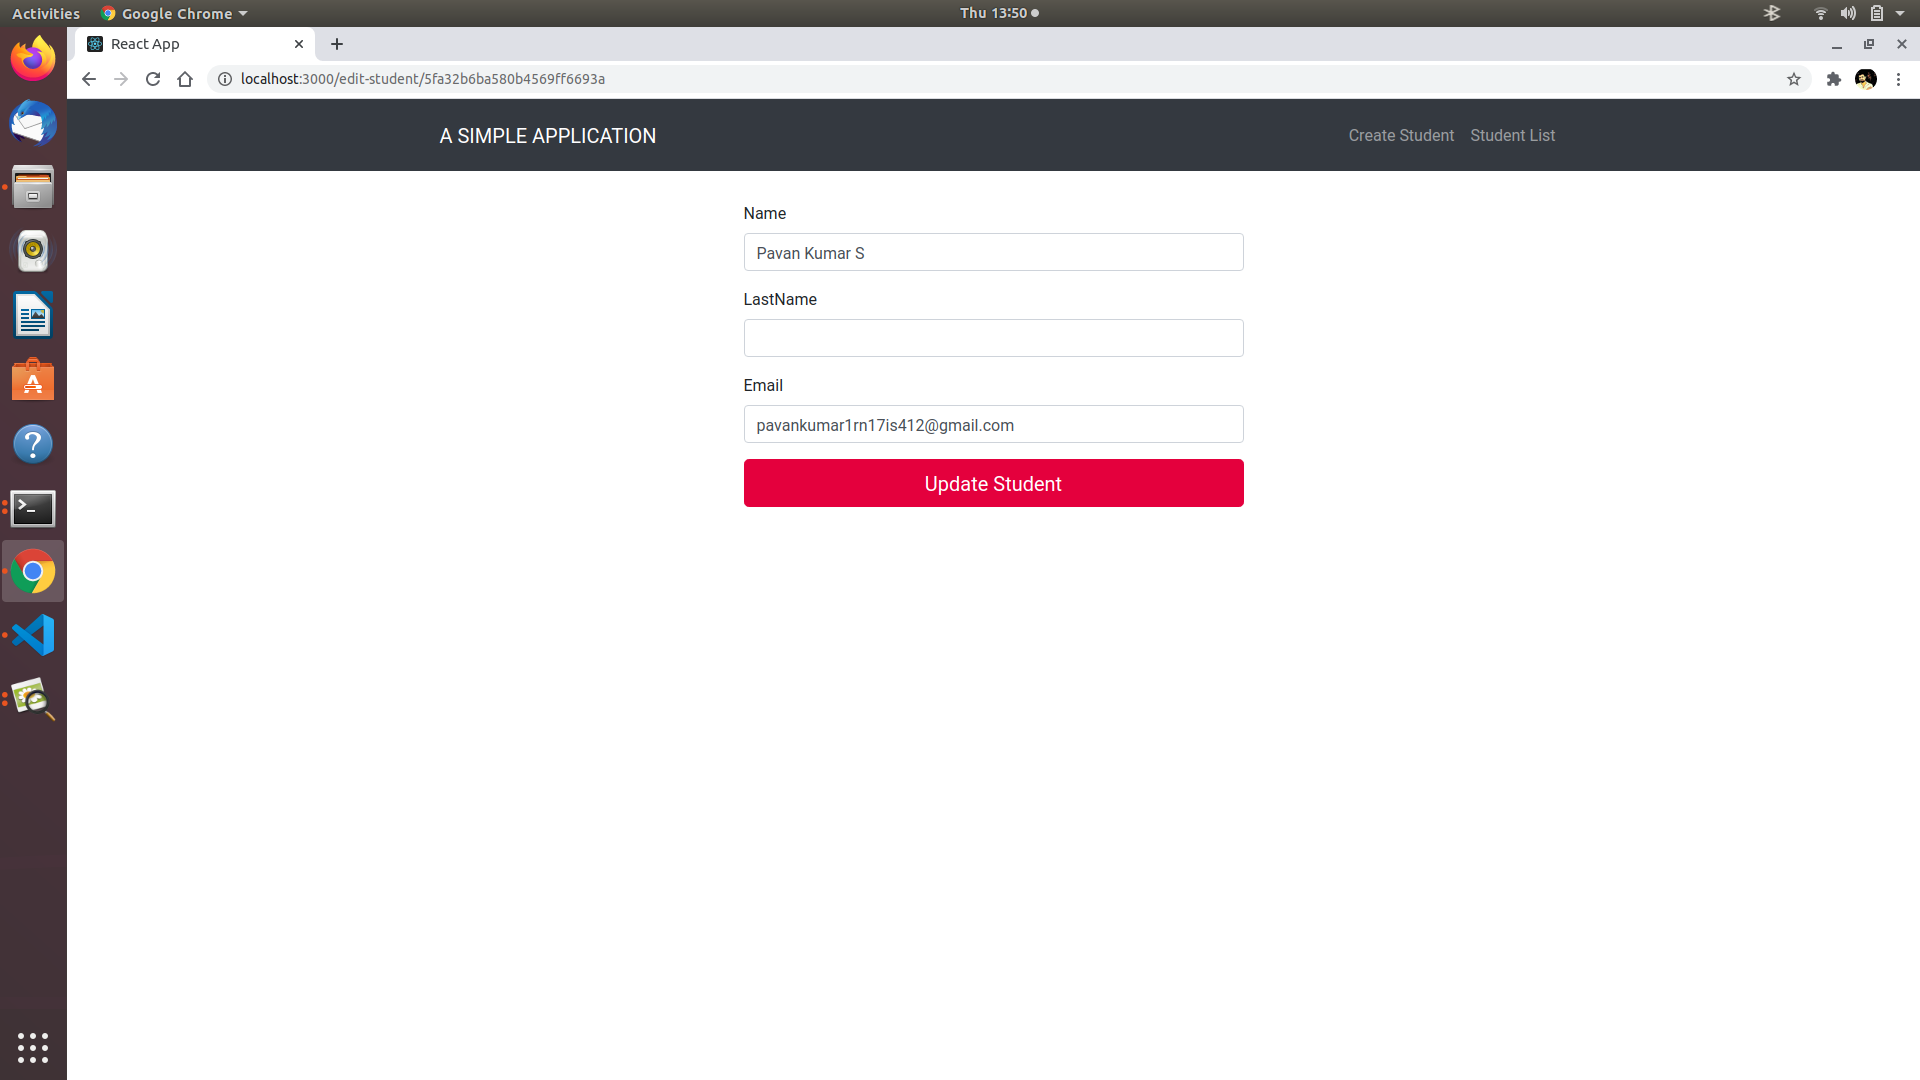 Activities
Google Chrome
Thu 13:50
React App
localhost:3000/edit-student/5fa32b6ba580b4569ff6693a
A SIMPLE APPLICATION
Create Student
Student List
Name
Pavan Kumar S
LastName
Email
pavankumar1rn17is412@gmail.com
Update Student